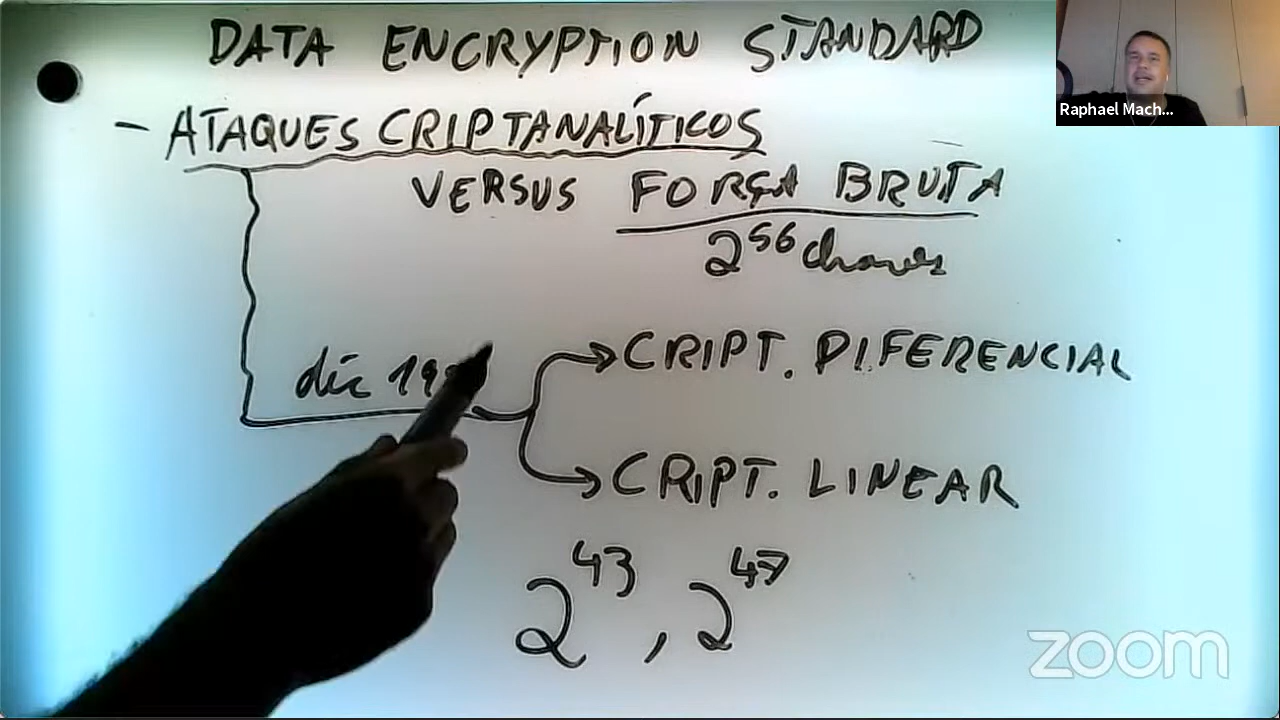 DATA ENCRYPTION STANDARD
- ATAQUES CRIPTANALÍTICOS
VERSUS FORÇA BRUTA
2⁵⁶ chaves
CRIPT. DIFERENCIAL
CRIPT. LINEAR
2⁴³, 2⁴⁷
Raphael Mach...
zoom